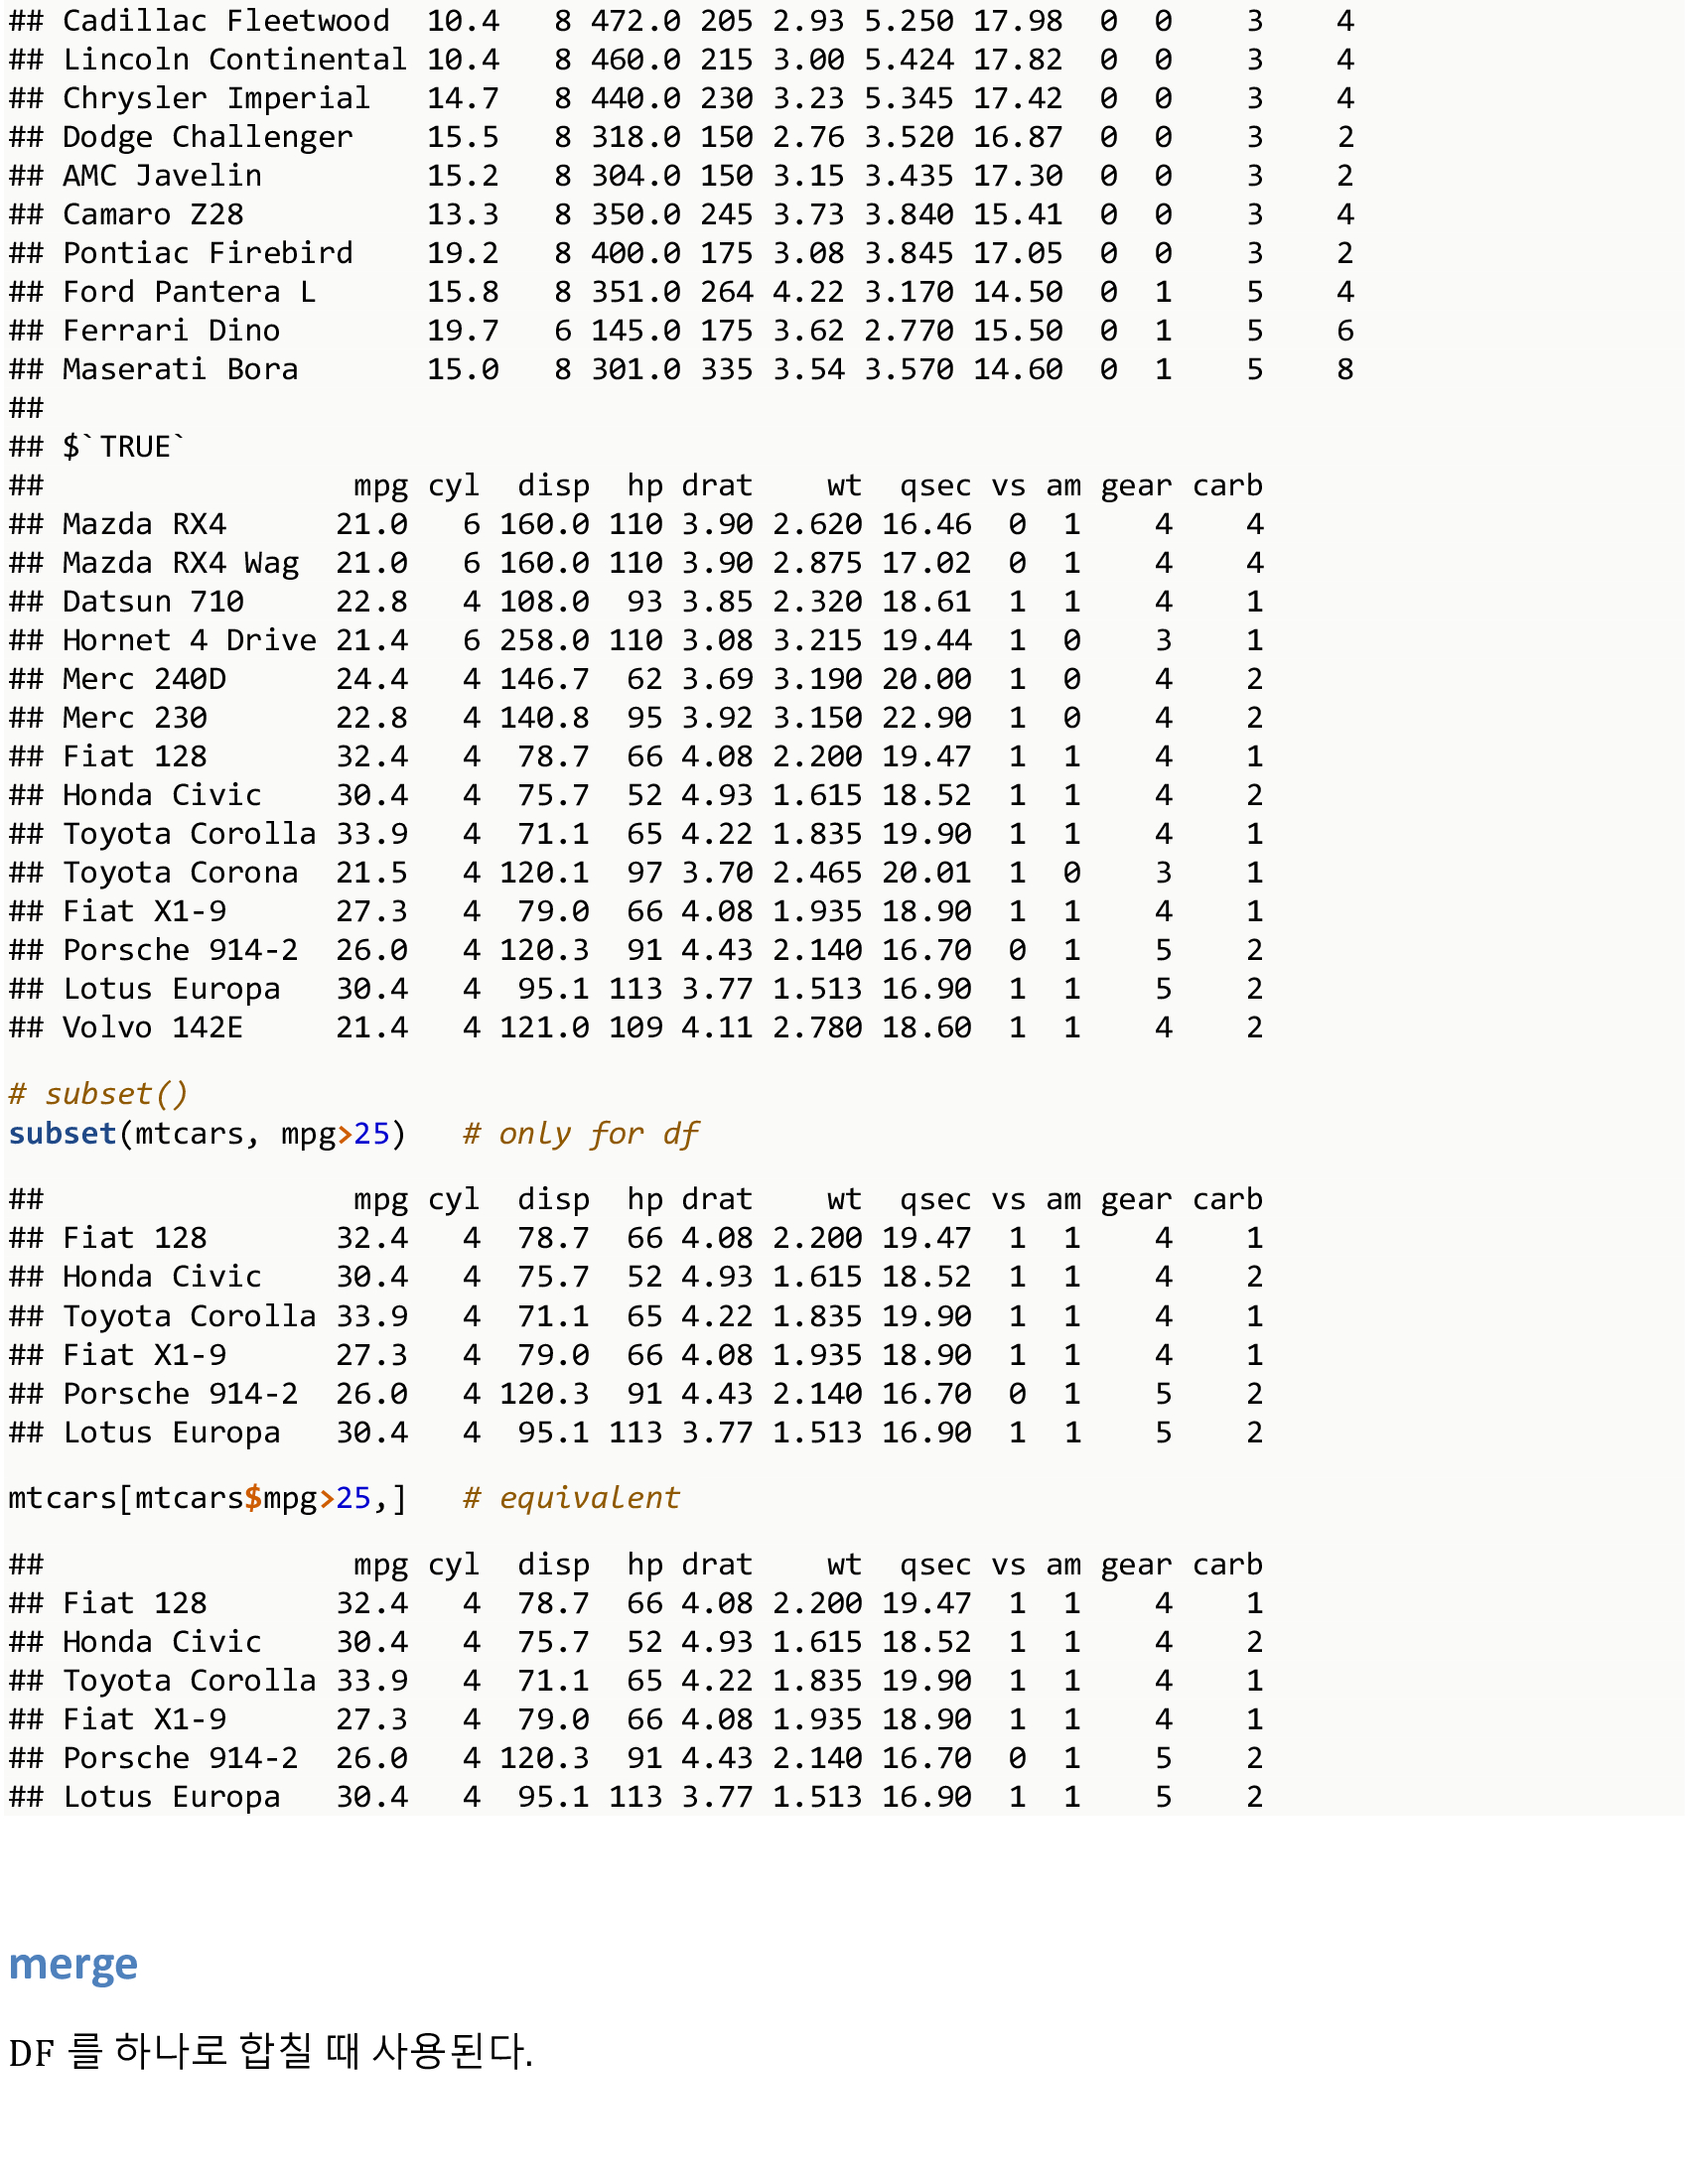 ## Cadillac Fleetwood  10.4   8 472.0 205 2.93 5.250 17.98  0  0    3    4
## Lincoln Continental 10.4   8 460.0 215 3.00 5.424 17.82  0  0    3    4
## Chrysler Imperial   14.7   8 440.0 230 3.23 5.345 17.42  0  0    3    4
## Dodge Challenger    15.5   8 318.0 150 2.76 3.520 16.87  0  0    3    2
## AMC Javelin         15.2   8 304.0 150 3.15 3.435 17.30  0  0    3    2
## Camaro Z28          13.3   8 350.0 245 3.73 3.840 15.41  0  0    3    4
## Pontiac Firebird    19.2   8 400.0 175 3.08 3.845 17.05  0  0    3    2
## Ford Pantera L      15.8   8 351.0 264 4.22 3.170 14.50  0  1    5    4
## Ferrari Dino        19.7   6 145.0 175 3.62 2.770 15.50  0  1    5    6
## Maserati Bora       15.0   8 301.0 335 3.54 3.570 14.60  0  1    5    8
##
## $`TRUE`
##                 mpg cyl  disp  hp drat    wt  qsec vs am gear carb
## Mazda RX4      21.0   6 160.0 110 3.90 2.620 16.46  0  1    4    4
## Mazda RX4 Wag  21.0   6 160.0 110 3.90 2.875 17.02  0  1    4    4
## Datsun 710     22.8   4 108.0  93 3.85 2.320 18.61  1  1    4    1
## Hornet 4 Drive 21.4   6 258.0 110 3.08 3.215 19.44  1  0    3    1
## Merc 240D      24.4   4 146.7  62 3.69 3.190 20.00  1  0    4    2
## Merc 230       22.8   4 140.8  95 3.92 3.150 22.90  1  0    4    2
## Fiat 128       32.4   4  78.7  66 4.08 2.200 19.47  1  1    4    1
## Honda Civic    30.4   4  75.7  52 4.93 1.615 18.52  1  1    4    2
## Toyota Corolla 33.9   4  71.1  65 4.22 1.835 19.90  1  1    4    1
## Toyota Corona  21.5   4 120.1  97 3.70 2.465 20.01  1  0    3    1
## Fiat X1-9      27.3   4  79.0  66 4.08 1.935 18.90  1  1    4    1
## Porsche 914-2  26.0   4 120.3  91 4.43 2.140 16.70  0  1    5    2
## Lotus Europa   30.4   4  95.1 113 3.77 1.513 16.90  1  1    5    2
## Volvo 142E     21.4   4 121.0 109 4.11 2.780 18.60  1  1    4    2
# subset()
subset(mtcars, mpg>25)   # only for df
##                 mpg cyl  disp  hp drat    wt  qsec vs am gear carb
## Fiat 128       32.4   4  78.7  66 4.08 2.200 19.47  1  1    4    1
## Honda Civic    30.4   4  75.7  52 4.93 1.615 18.52  1  1    4    2
## Toyota Corolla 33.9   4  71.1  65 4.22 1.835 19.90  1  1    4    1
## Fiat X1-9      27.3   4  79.0  66 4.08 1.935 18.90  1  1    4    1
## Porsche 914-2  26.0   4 120.3  91 4.43 2.140 16.70  0  1    5    2
## Lotus Europa   30.4   4  95.1 113 3.77 1.513 16.90  1  1    5    2
mtcars[mtcars$mpg>25,]   # equivalent
##                 mpg cyl  disp  hp drat    wt  qsec vs am gear carb
## Fiat 128       32.4   4  78.7  66 4.08 2.200 19.47  1  1    4    1
## Honda Civic    30.4   4  75.7  52 4.93 1.615 18.52  1  1    4    2
## Toyota Corolla 33.9   4  71.1  65 4.22 1.835 19.90  1  1    4    1
## Fiat X1-9      27.3   4  79.0  66 4.08 1.935 18.90  1  1    4    1
## Porsche 914-2  26.0   4 120.3  91 4.43 2.140 16.70  0  1    5    2
## Lotus Europa   30.4   4  95.1 113 3.77 1.513 16.90  1  1    5    2
merge
DF 를 하나로 합칠 때 사용된다.